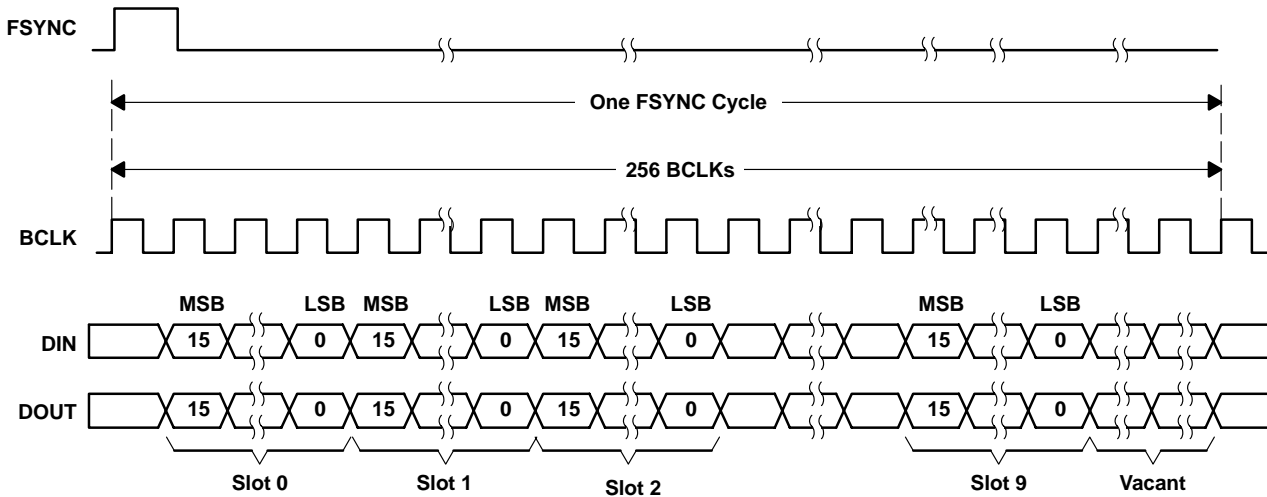 FSYNC
One FSYNC Cycle
256 BCLKs
BCLK
MSB LSB MSB LSB MSB LSB MSB LSB
DIN 15 0 15 0 15 0 15 0
DOUT 15 0 15 0 15 0 15 0
Slot 0 Slot 1 Slot 2 Slot 9 Vacant